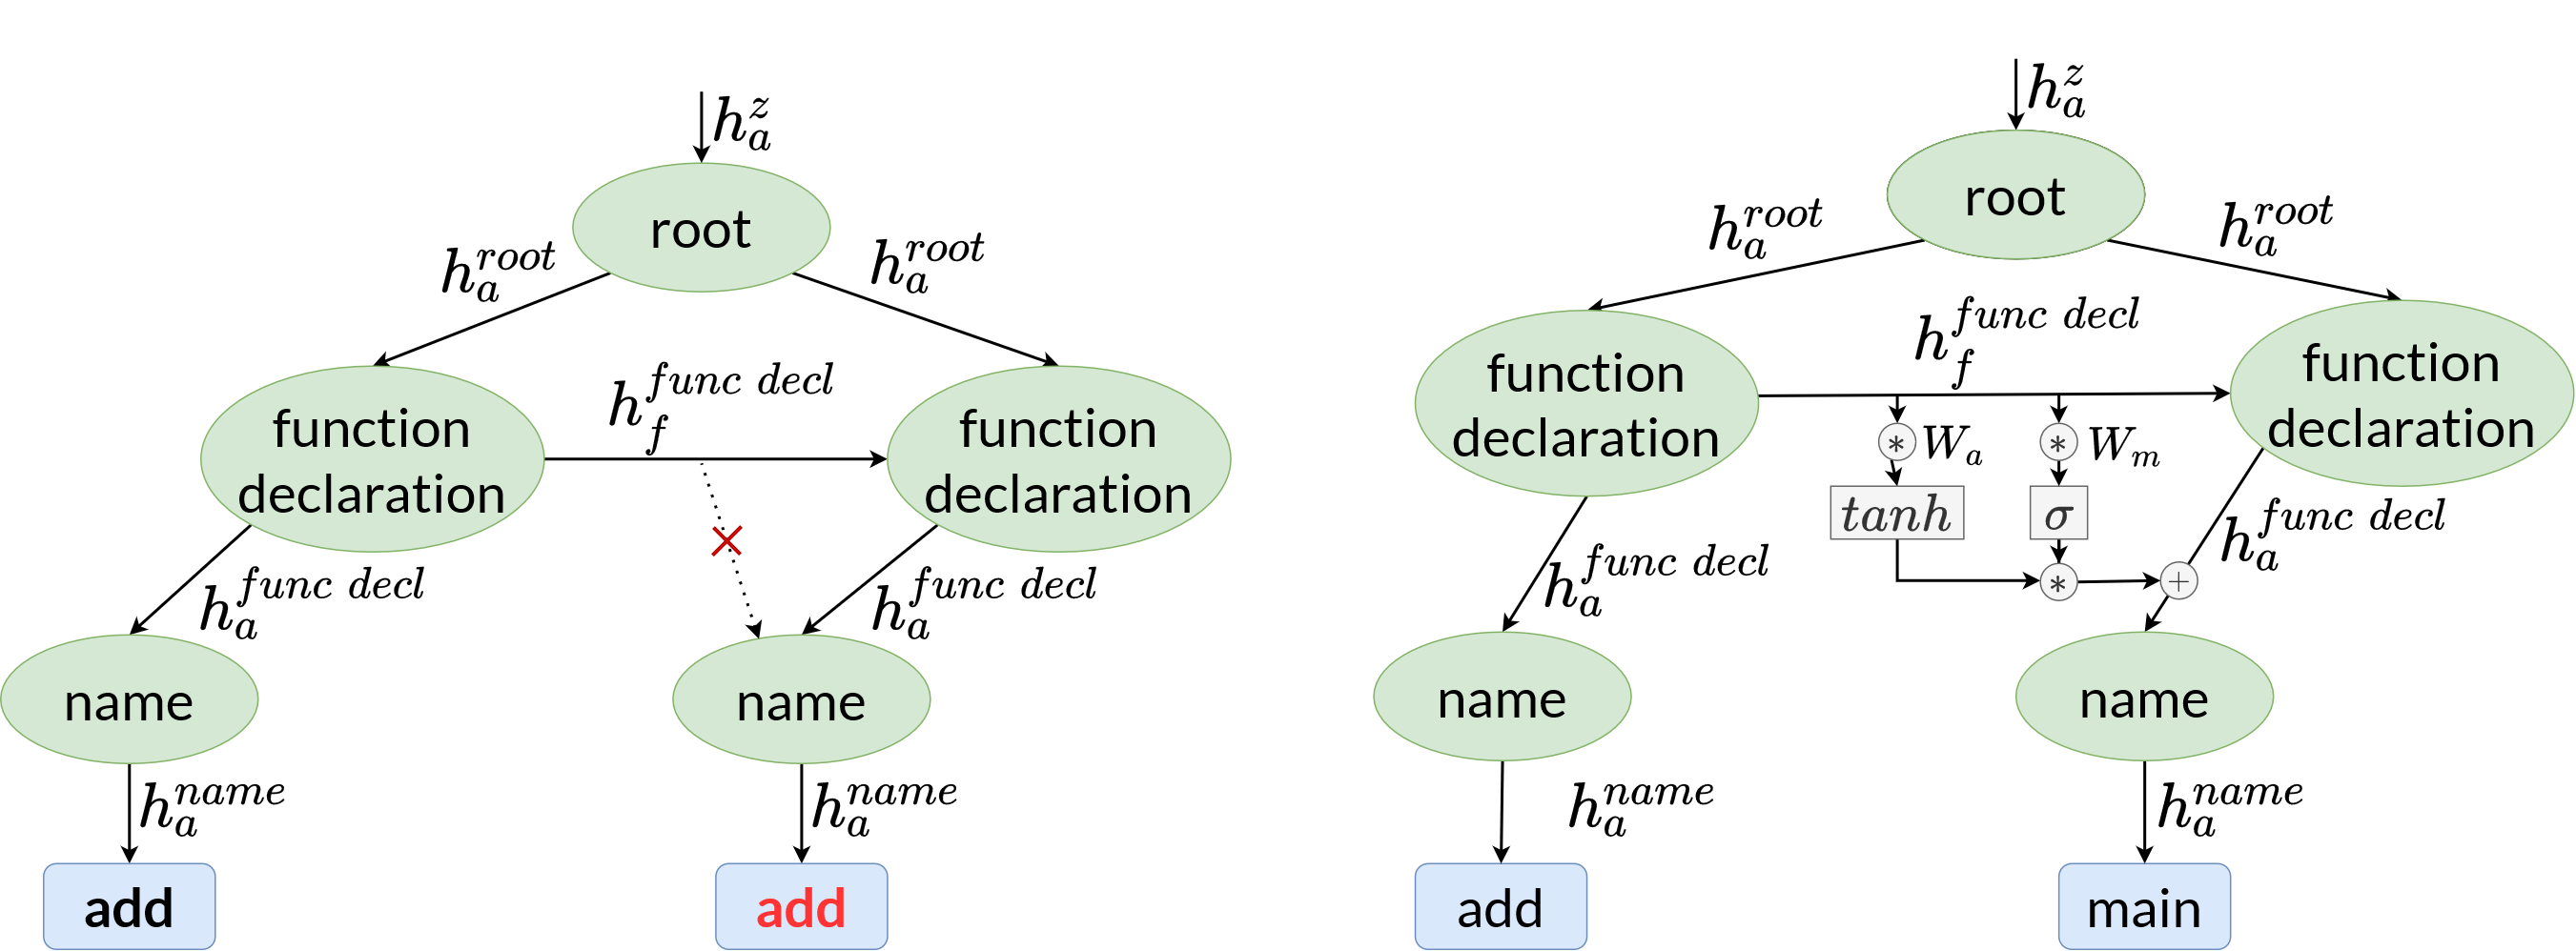 $h_a^z$
root
$h_a^{root}$
$h_a^{root}$
function
declaration
$h_f^{func\ decl}$
function
declaration
$h_a^{func\ decl}$
$h_a^{func\ decl}$
name
name
$h_a^{name}$
$h_a^{name}$
add
add
$h_a^z$
root
$h_a^{root}$
$h_a^{root}$
function
declaration
$h_f^{func\ decl}$
function
declaration
* $W_a$
* $W_m$
tanh
σ
$h_a^{func\ decl}$
$h_a^{func\ decl}$
*
+
name
name
$h_a^{name}$
$h_a^{name}$
add
main